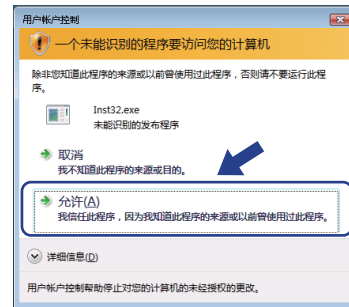 用户帐户控制
一个未能识别的程序要访问您的计算机
除非您知道此程序的来源或以前曾使用过此程序，否则请不要运行此程
序。
Inst32.exe
未能识别的发布程序
取消
我不知道此程序的来源或目的。
允许(A)
我信任此程序，因为我知道此程序的来源或以前曾使用过此程序。
详细信息(D)
用户帐户控制帮助停止对您的计算机的未经授权的更改。